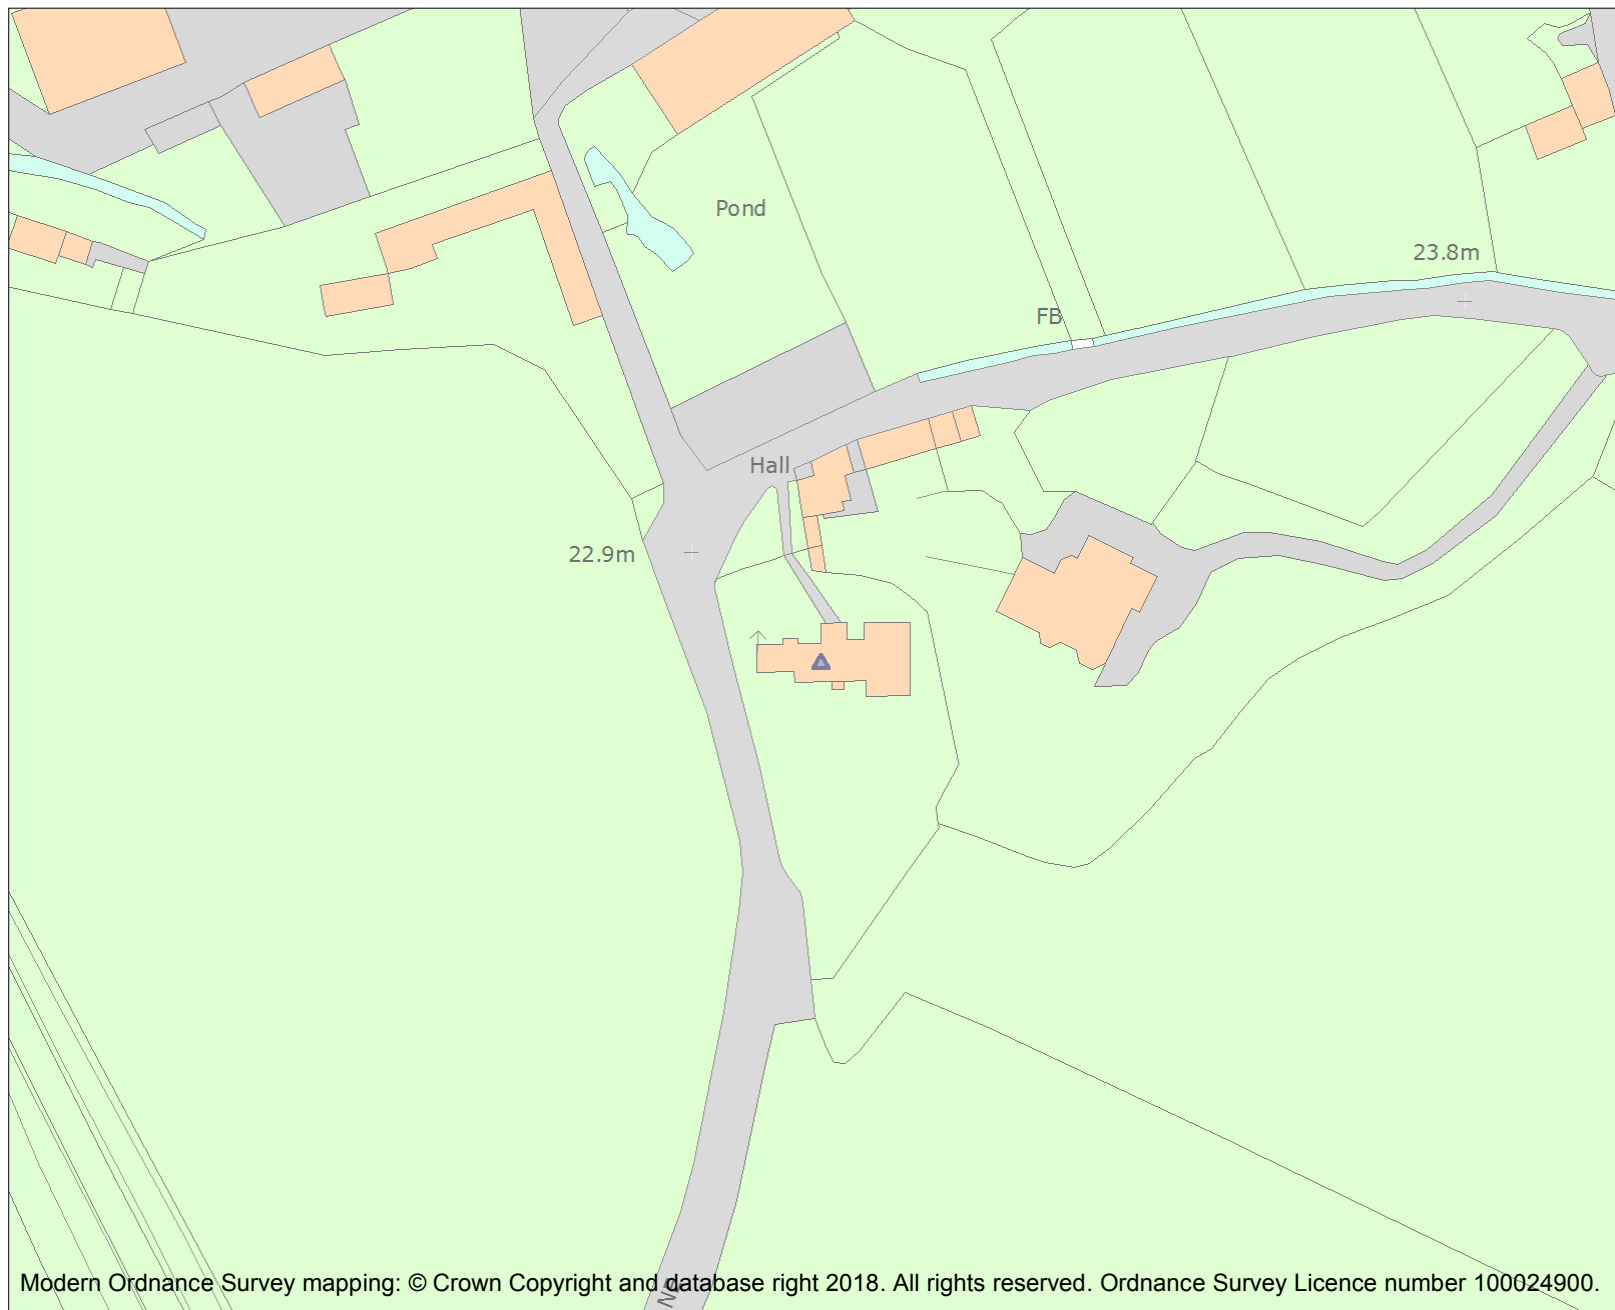 Pond
23.8m
FB
Hall
22.9m
Modern Ordnance Survey mapping: © Crown Copyright and database right 2018. All rights reserved. Ordnance Survey Licence number 100024900.